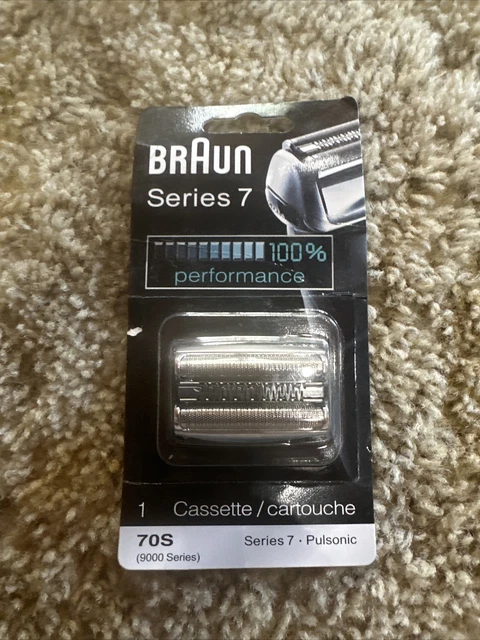 BRAUN
Series 7
100%
performance
1 Cassette / cartouche
70S
(9000 Series)
Series 7 · Pulsonic